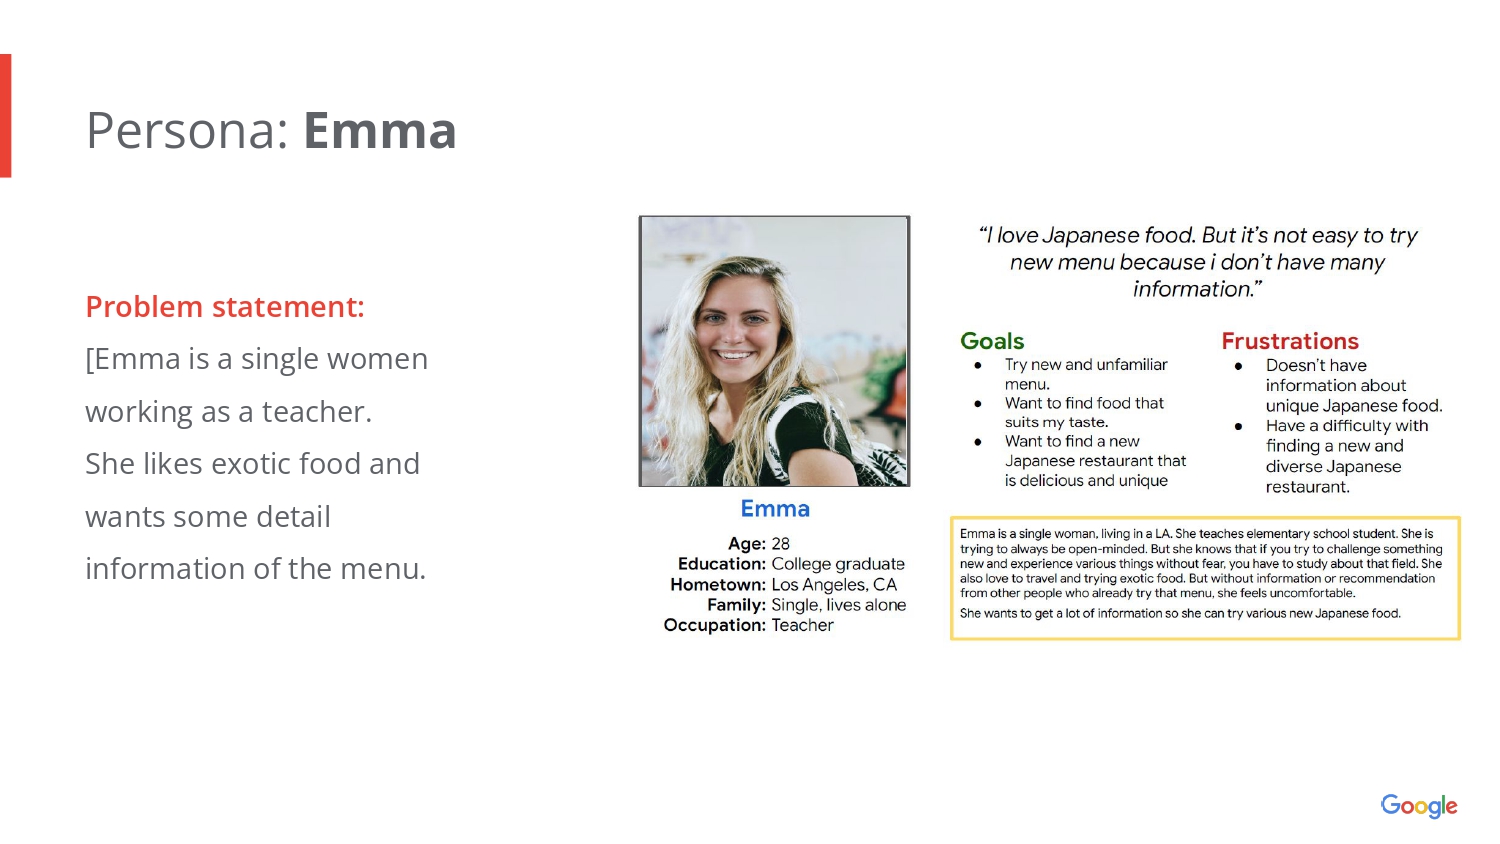 Persona: Emma
Problem statement:
[Emma is a single women
working as a teacher.
She likes exotic food and
wants some detail
information of the menu.
Emma
Age: 28
Education: College graduate
Hometown: Los Angeles, CA
Family: Single, lives alone
Occupation: Teacher
“I love Japanese food. But it’s not easy to try
new menu because i don’t have many
information.”
Goals
● Try new and unfamiliar
menu.
● Want to find food that
suits my taste.
● Want to find a new
Japanese restaurant that
is delicious and unique
Frustrations
● Doesn’t have
information about
unique Japanese food.
● Have a difficulty with
finding a new and
diverse Japanese
restaurant.
Emma is a single woman, living in a LA. She teaches elementary school student. She is
trying to always be open-minded. But she knows that if you try to challenge something
new and experience various things without fear, you have to study about that field. She
also love to travel and trying exotic food. But without information or recommendation
from other people who already try that menu, she feels uncomfortable.
She wants to get a lot of information so she can try various new Japanese food.
Google